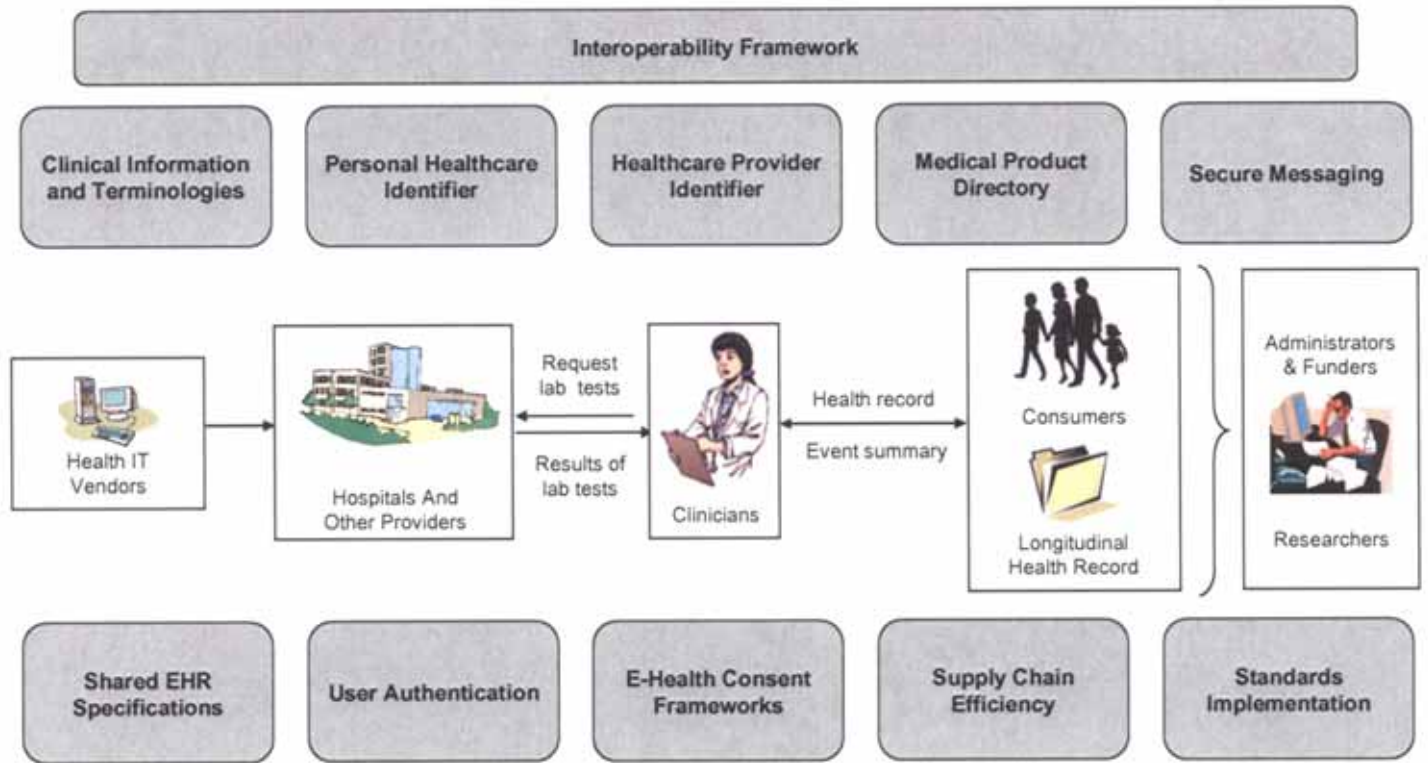 Interoperability Framework
Clinical Information
and Terminologies
Personal Healthcare
Identifier
Healthcare Provider
Identifier
Medical Product
Directory
Secure Messaging
Health IT
Vendors
Hospitals And
Other Providers
Request
lab tests
Results of
lab tests
Clinicians
Health record
Event summary
Consumers
Longitudinal
Health Record
Administrators
& Funders
Researchers
Shared EHR
Specifications
User Authentication
E-Health Consent
Frameworks
Supply Chain
Efficiency
Standards
Implementation